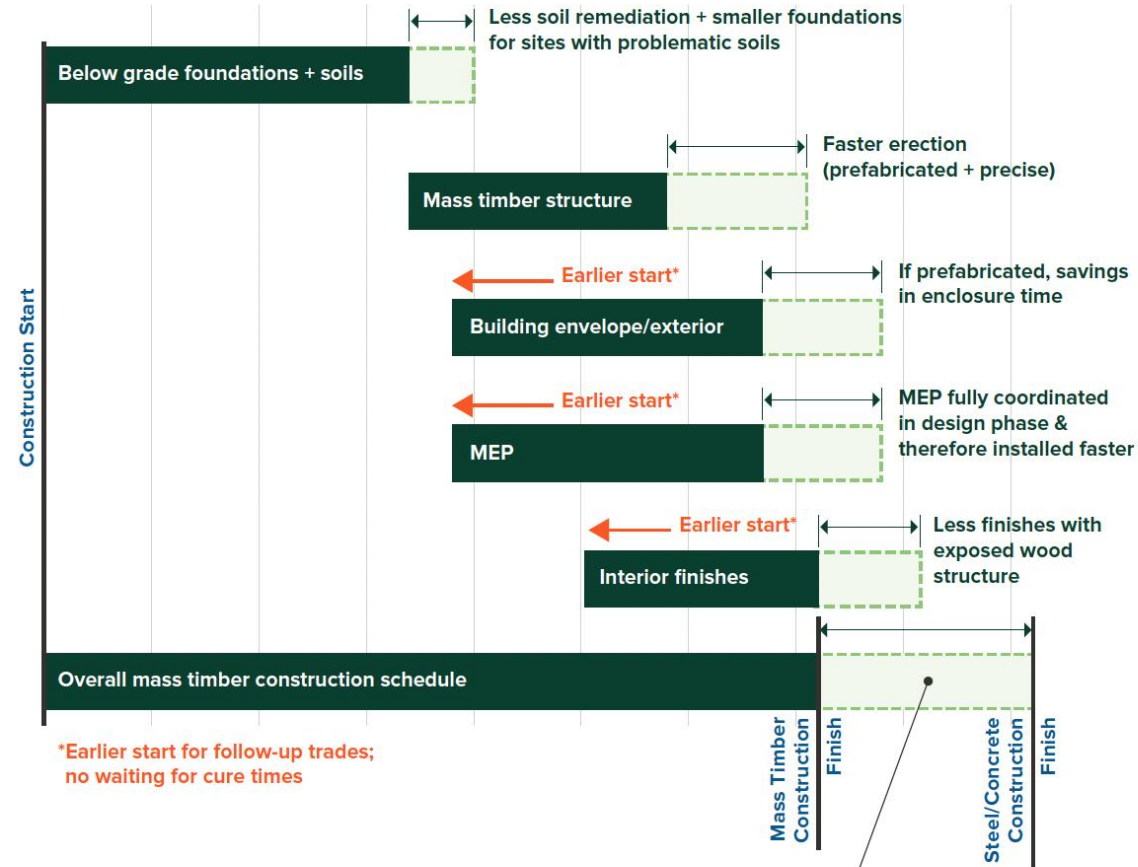 Less soil remediation + smaller foundations
for sites with problematic soils
Below grade foundations + soils
Faster erection
(prefabricated + precise)
Mass timber structure
Earlier start*
If prefabricated, savings
in enclosure time
Building envelope/exterior
Construction Start
Earlier start*
MEP fully coordinated
in design phase &
therefore installed faster
MEP
Earlier start*
Less finishes with
exposed wood
structure
Interior finishes
Overall mass timber construction schedule
*Earlier start for follow-up trades;
no waiting for cure times
Mass Timber
Construction
Finish
Steel/Concrete
Construction
Finish